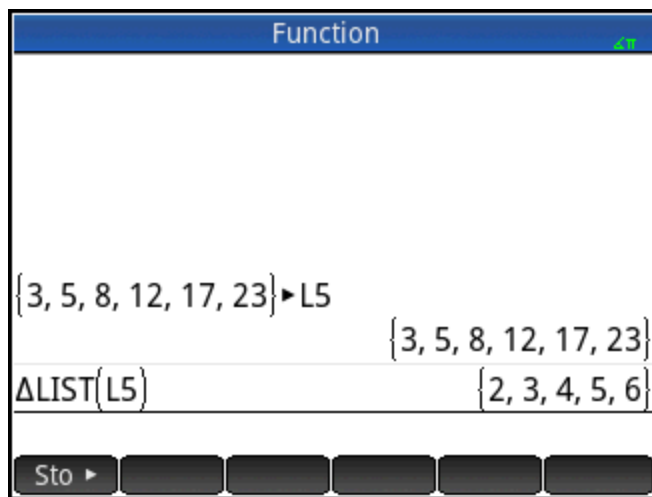 Function
∡π
{3, 5, 8, 12, 17, 23}▶L5
{3, 5, 8, 12, 17, 23}
ΔLIST(L5) {2, 3, 4, 5, 6}
Sto ▶